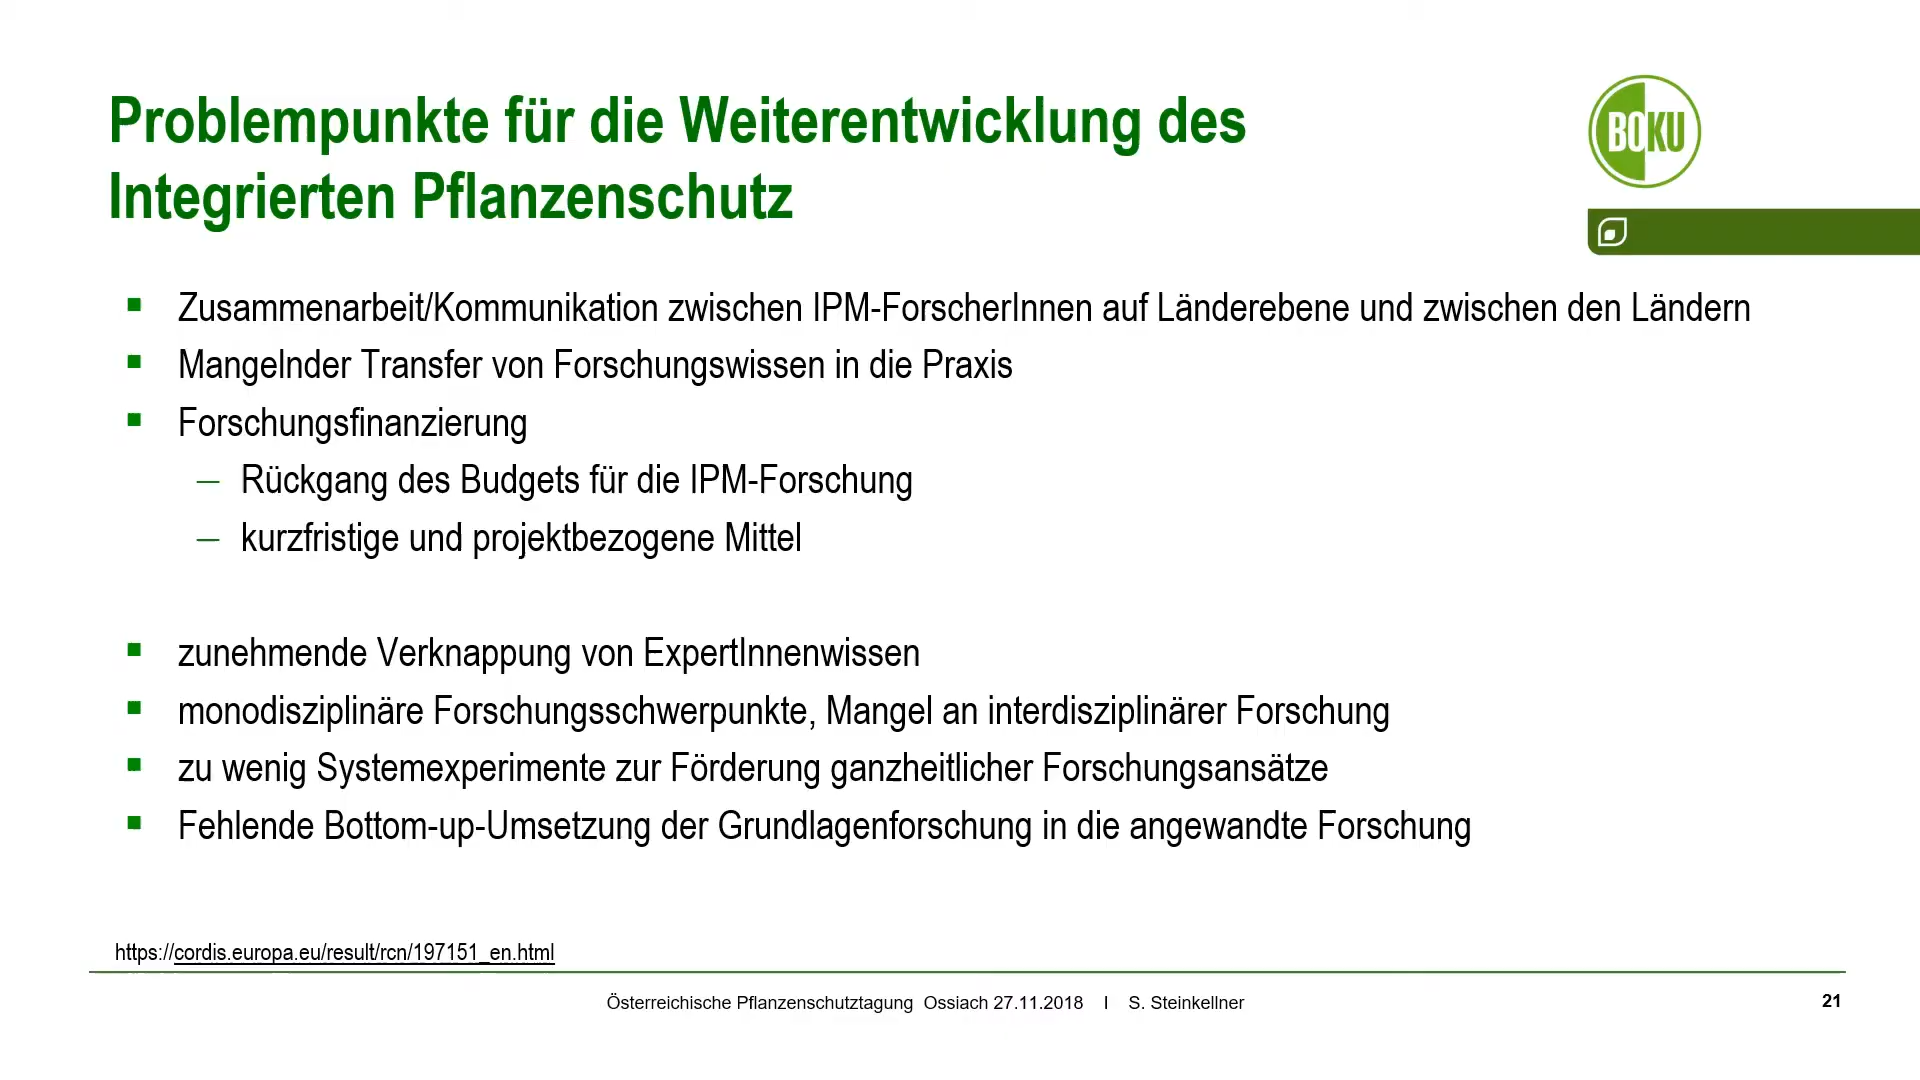 Problempunkte für die Weiterentwicklung des
Integrierten Pflanzenschutz
BOKU
▪ Zusammenarbeit/Kommunikation zwischen IPM-ForscherInnen auf Länderebene und zwischen den Ländern
▪ Mangelnder Transfer von Forschungswissen in die Praxis
▪ Forschungsfinanzierung
– Rückgang des Budgets für die IPM-Forschung
– kurzfristige und projektbezogene Mittel
▪ zunehmende Verknappung von ExpertInnenwissen
▪ monodisziplinäre Forschungsschwerpunkte, Mangel an interdisziplinärer Forschung
▪ zu wenig Systemexperimente zur Förderung ganzheitlicher Forschungsansätze
▪ Fehlende Bottom-up-Umsetzung der Grundlagenforschung in die angewandte Forschung
https://cordis.europa.eu/result/rcn/197151_en.html
Österreichische Pflanzenschutztagung Ossiach 27.11.2018 I S. Steinkellner
21